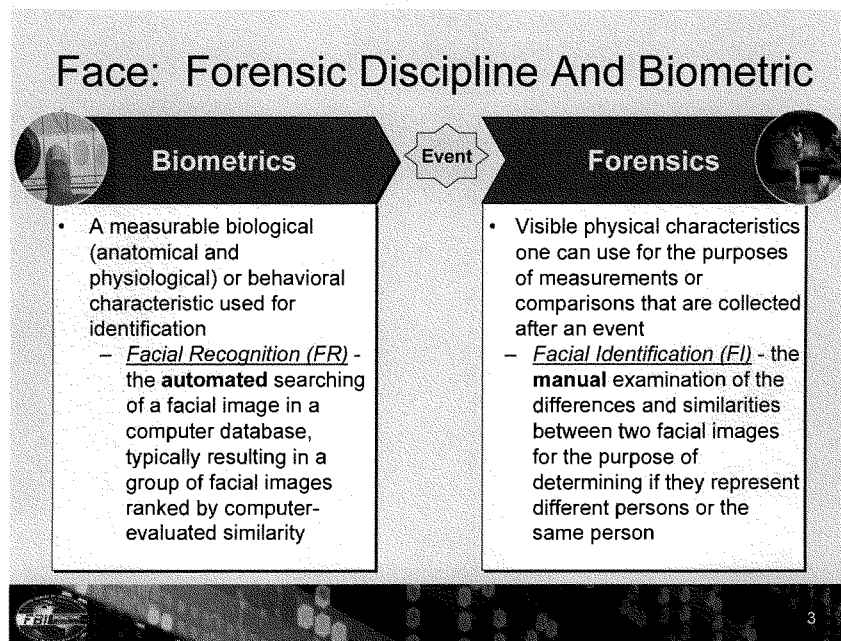 Face: Forensic Discipline And Biometric
Biometrics
Event
Forensics
• A measurable biological
(anatomical and
physiological) or behavioral
characteristic used for
identification
– Facial Recognition (FR) -
the automated searching
of a facial image in a
computer database,
typically resulting in a
group of facial images
ranked by computer-
evaluated similarity
• Visible physical characteristics
one can use for the purposes
of measurements or
comparisons that are collected
after an event
– Facial Identification (FI) - the
manual examination of the
differences and similarities
between two facial images
for the purpose of
determining if they represent
different persons or the
same person
FBI
3